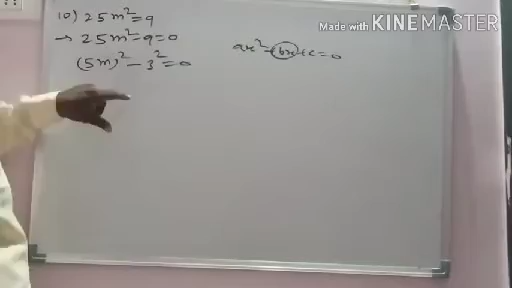 10) 25m² = 9
→ 25m² - 9 = 0
(5m)² - 3² = 0
ax² + bx + c = 0
Made with KINEMASTER